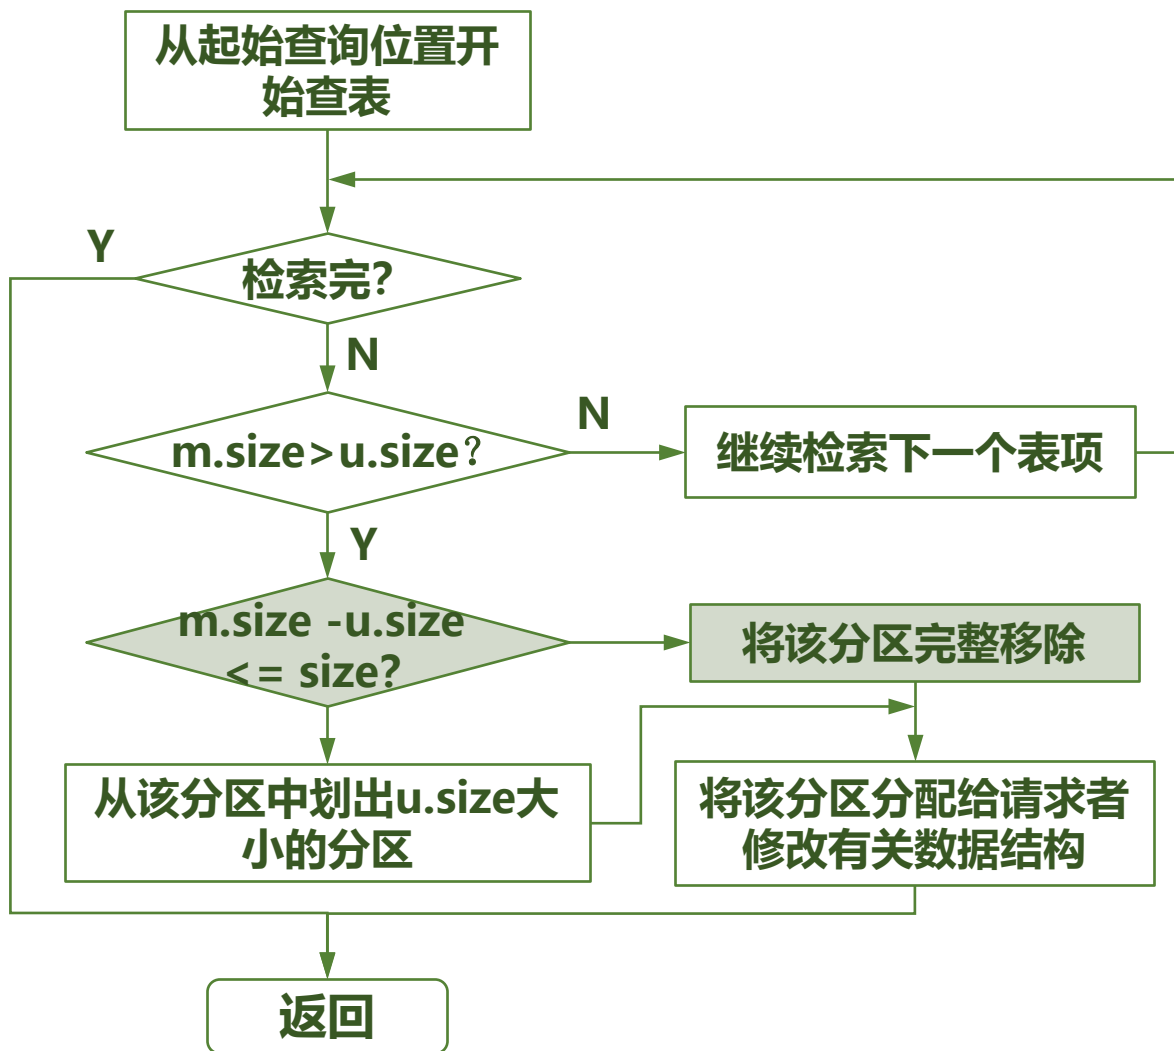 从起始查询位置开
始查表
Y
检索完？
N
m.size>u.size？
N
继续检索下一个表项
Y
m.size -u.size
<= size?
将该分区完整移除
从该分区中划出u.size大
小的分区
将该分区分配给请求者
修改有关数据结构
返回